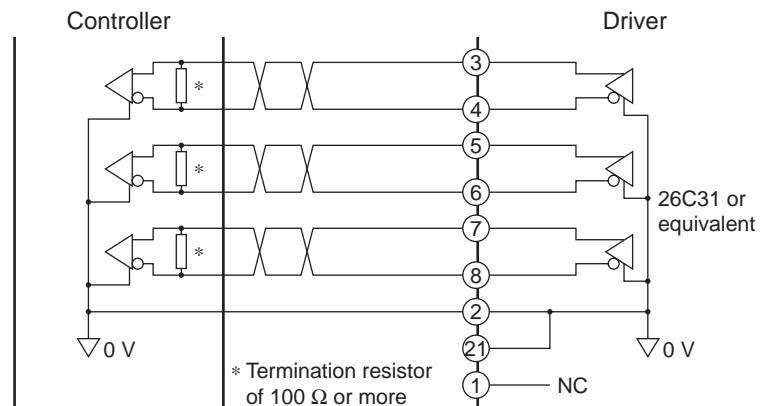 Controller
Driver
3
*
4
5
*
6
26C31 or
equivalent
7
*
8
2
0 V
0 V
21
* Termination resistor
of 100 Ω or more
1
NC